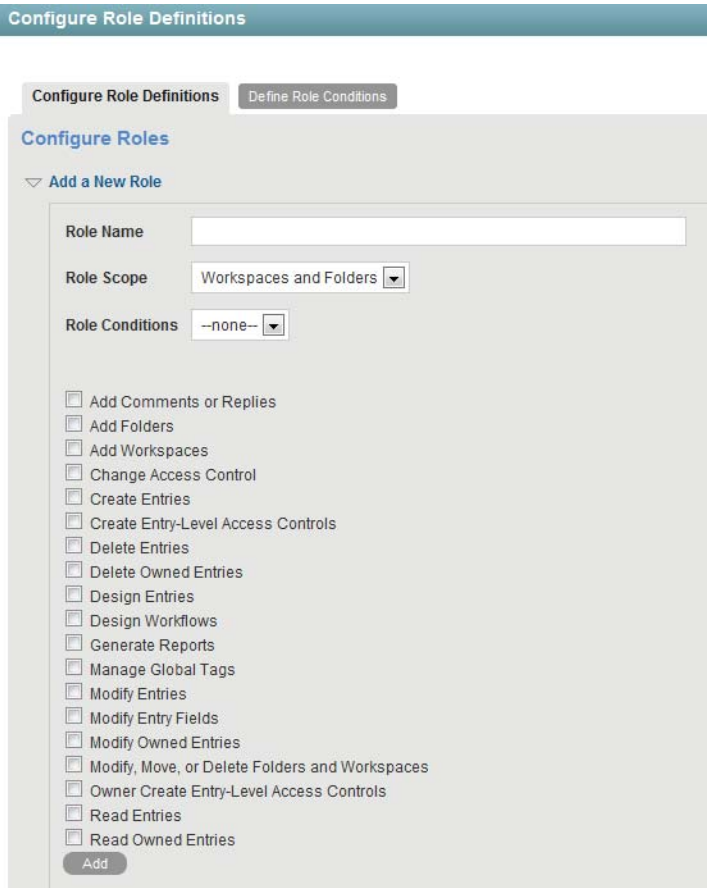 Configure Role Definitions
Configure Role Definitions Define Role Conditions
Configure Roles
Add a New Role
Role Name
Role Scope Workspaces and Folders
Role Conditions --none--
Add Comments or Replies
Add Folders
Add Workspaces
Change Access Control
Create Entries
Create Entry-Level Access Controls
Delete Entries
Delete Owned Entries
Design Entries
Design Workflows
Generate Reports
Manage Global Tags
Modify Entries
Modify Entry Fields
Modify Owned Entries
Modify, Move, or Delete Folders and Workspaces
Owner Create Entry-Level Access Controls
Read Entries
Read Owned Entries
Add